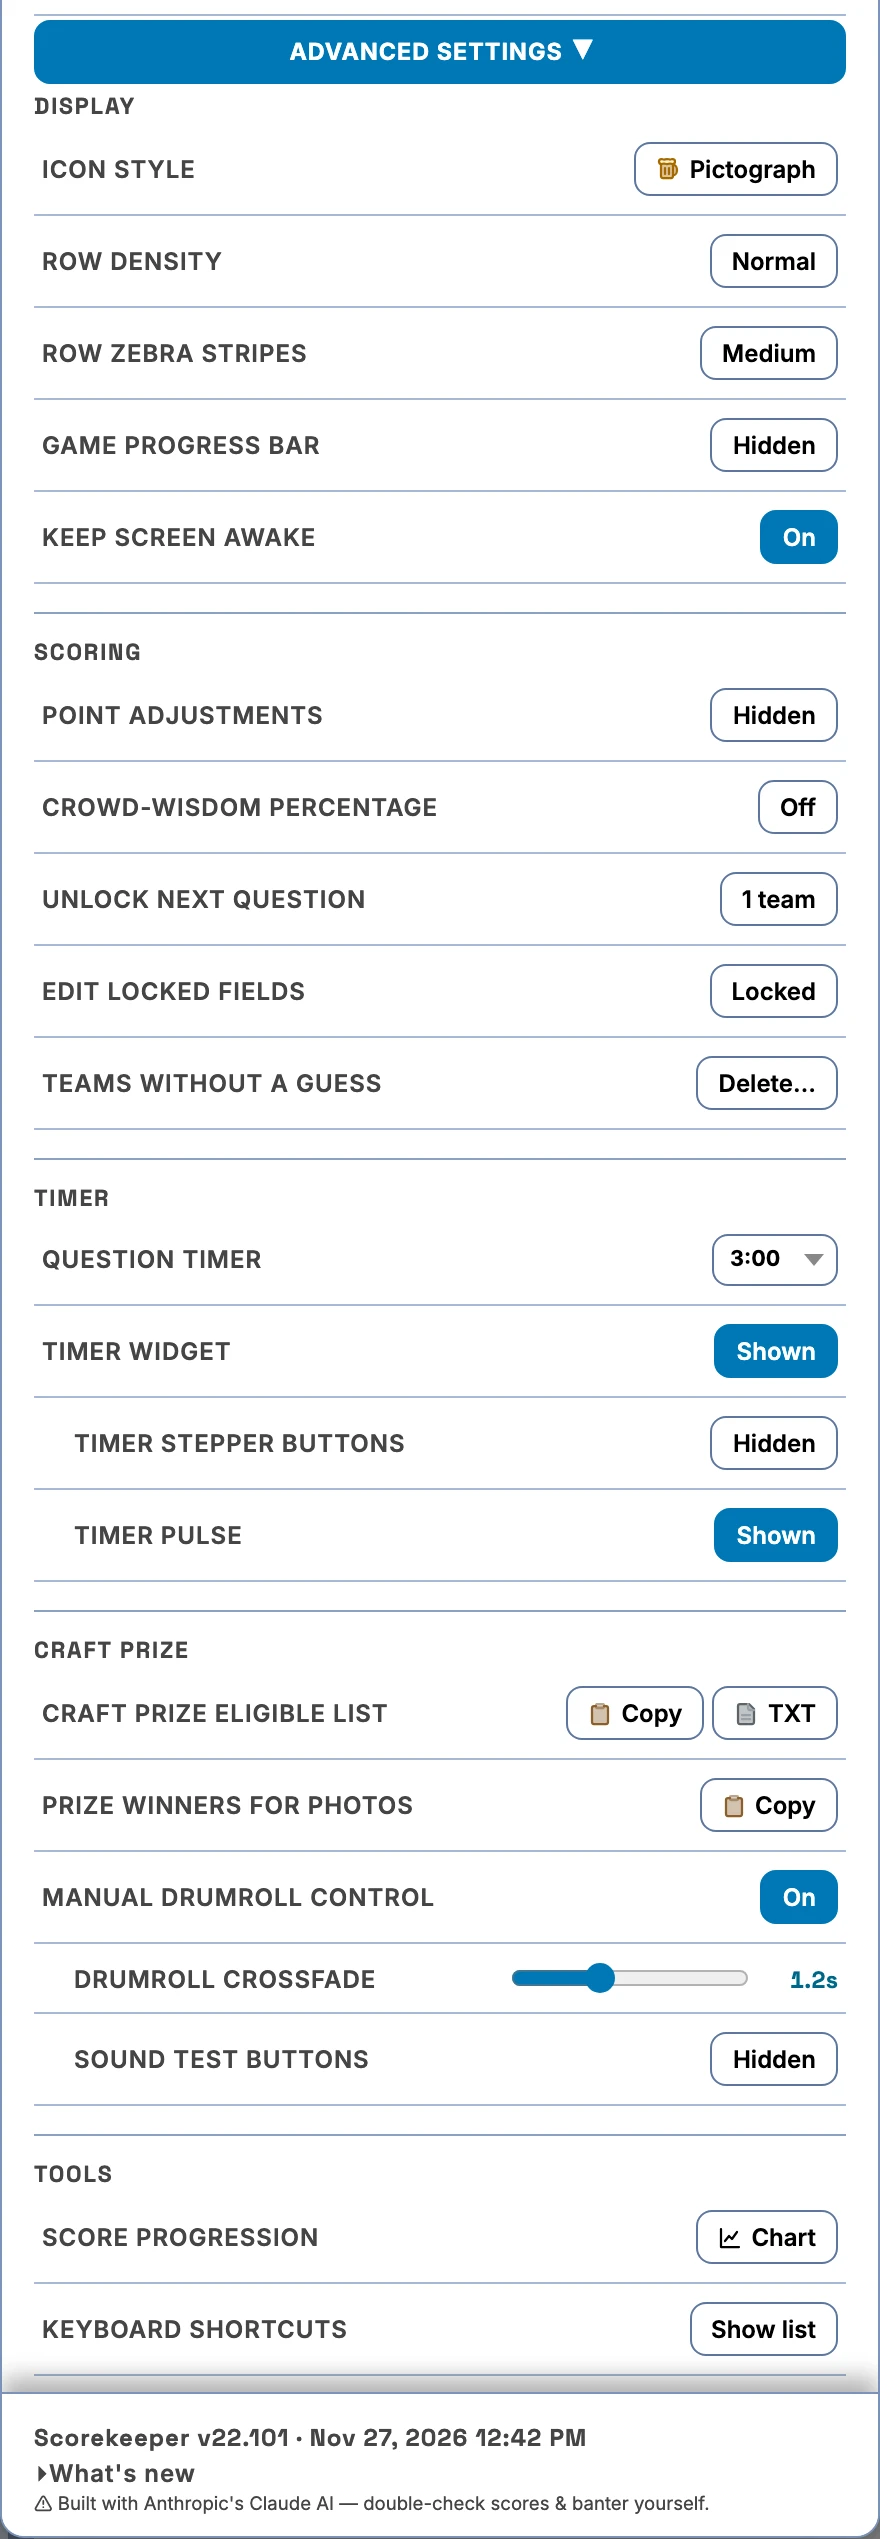 ADVANCED SETTINGS ▼
DISPLAY
ICON STYLE Pictograph
ROW DENSITY Normal
ROW ZEBRA STRIPES Medium
GAME PROGRESS BAR Hidden
KEEP SCREEN AWAKE On
SCORING
POINT ADJUSTMENTS Hidden
CROWD-WISDOM PERCENTAGE Off
UNLOCK NEXT QUESTION 1 team
EDIT LOCKED FIELDS Locked
TEAMS WITHOUT A GUESS Delete...
TIMER
QUESTION TIMER 3:00
TIMER WIDGET Shown
TIMER STEPPER BUTTONS Hidden
TIMER PULSE Shown
CRAFT PRIZE
CRAFT PRIZE ELIGIBLE LIST Copy TXT
PRIZE WINNERS FOR PHOTOS Copy
MANUAL DRUMROLL CONTROL On
DRUMROLL CROSSFADE 1.2s
SOUND TEST BUTTONS Hidden
TOOLS
SCORE PROGRESSION Chart
KEYBOARD SHORTCUTS Show list
Scorekeeper v22.101 · Nov 27, 2026 12:42 PM
What's new
⚠ Built with Anthropic's Claude AI — double-check scores & banter yourself.